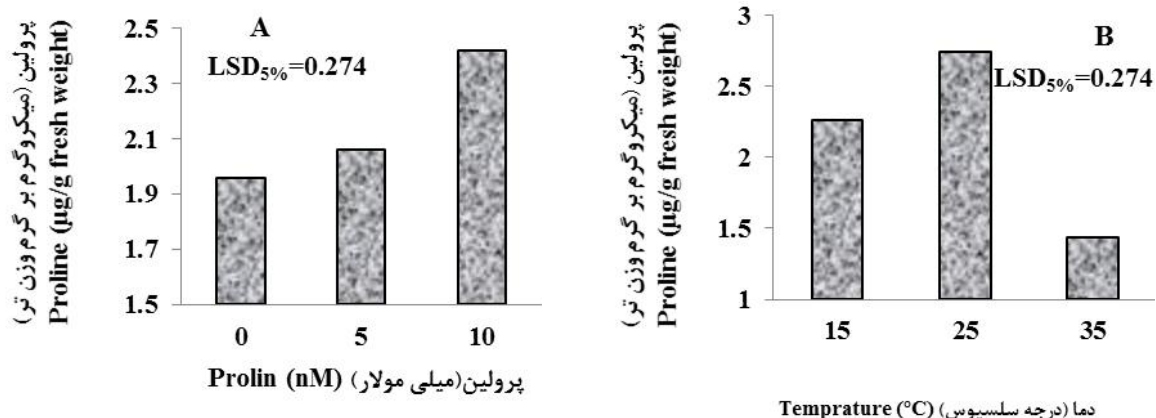 پرولین (میکروگرم بر گرم وزن تر)
Proline (µg/g fresh weight)
A
LSD5%=0.274
2.5
2.3
2.1
1.9
1.7
1.5
0 5 10
Prolin (nM) پرولین(میلی مولار)
پرولین (میکروگرم بر گرم وزن تر)
Proline (µg/g fresh weight)
B
LSD5%=0.274
3
2.5
2
1.5
1
15 25 35
Temprature (°C) دما (درجه سلسیوس)